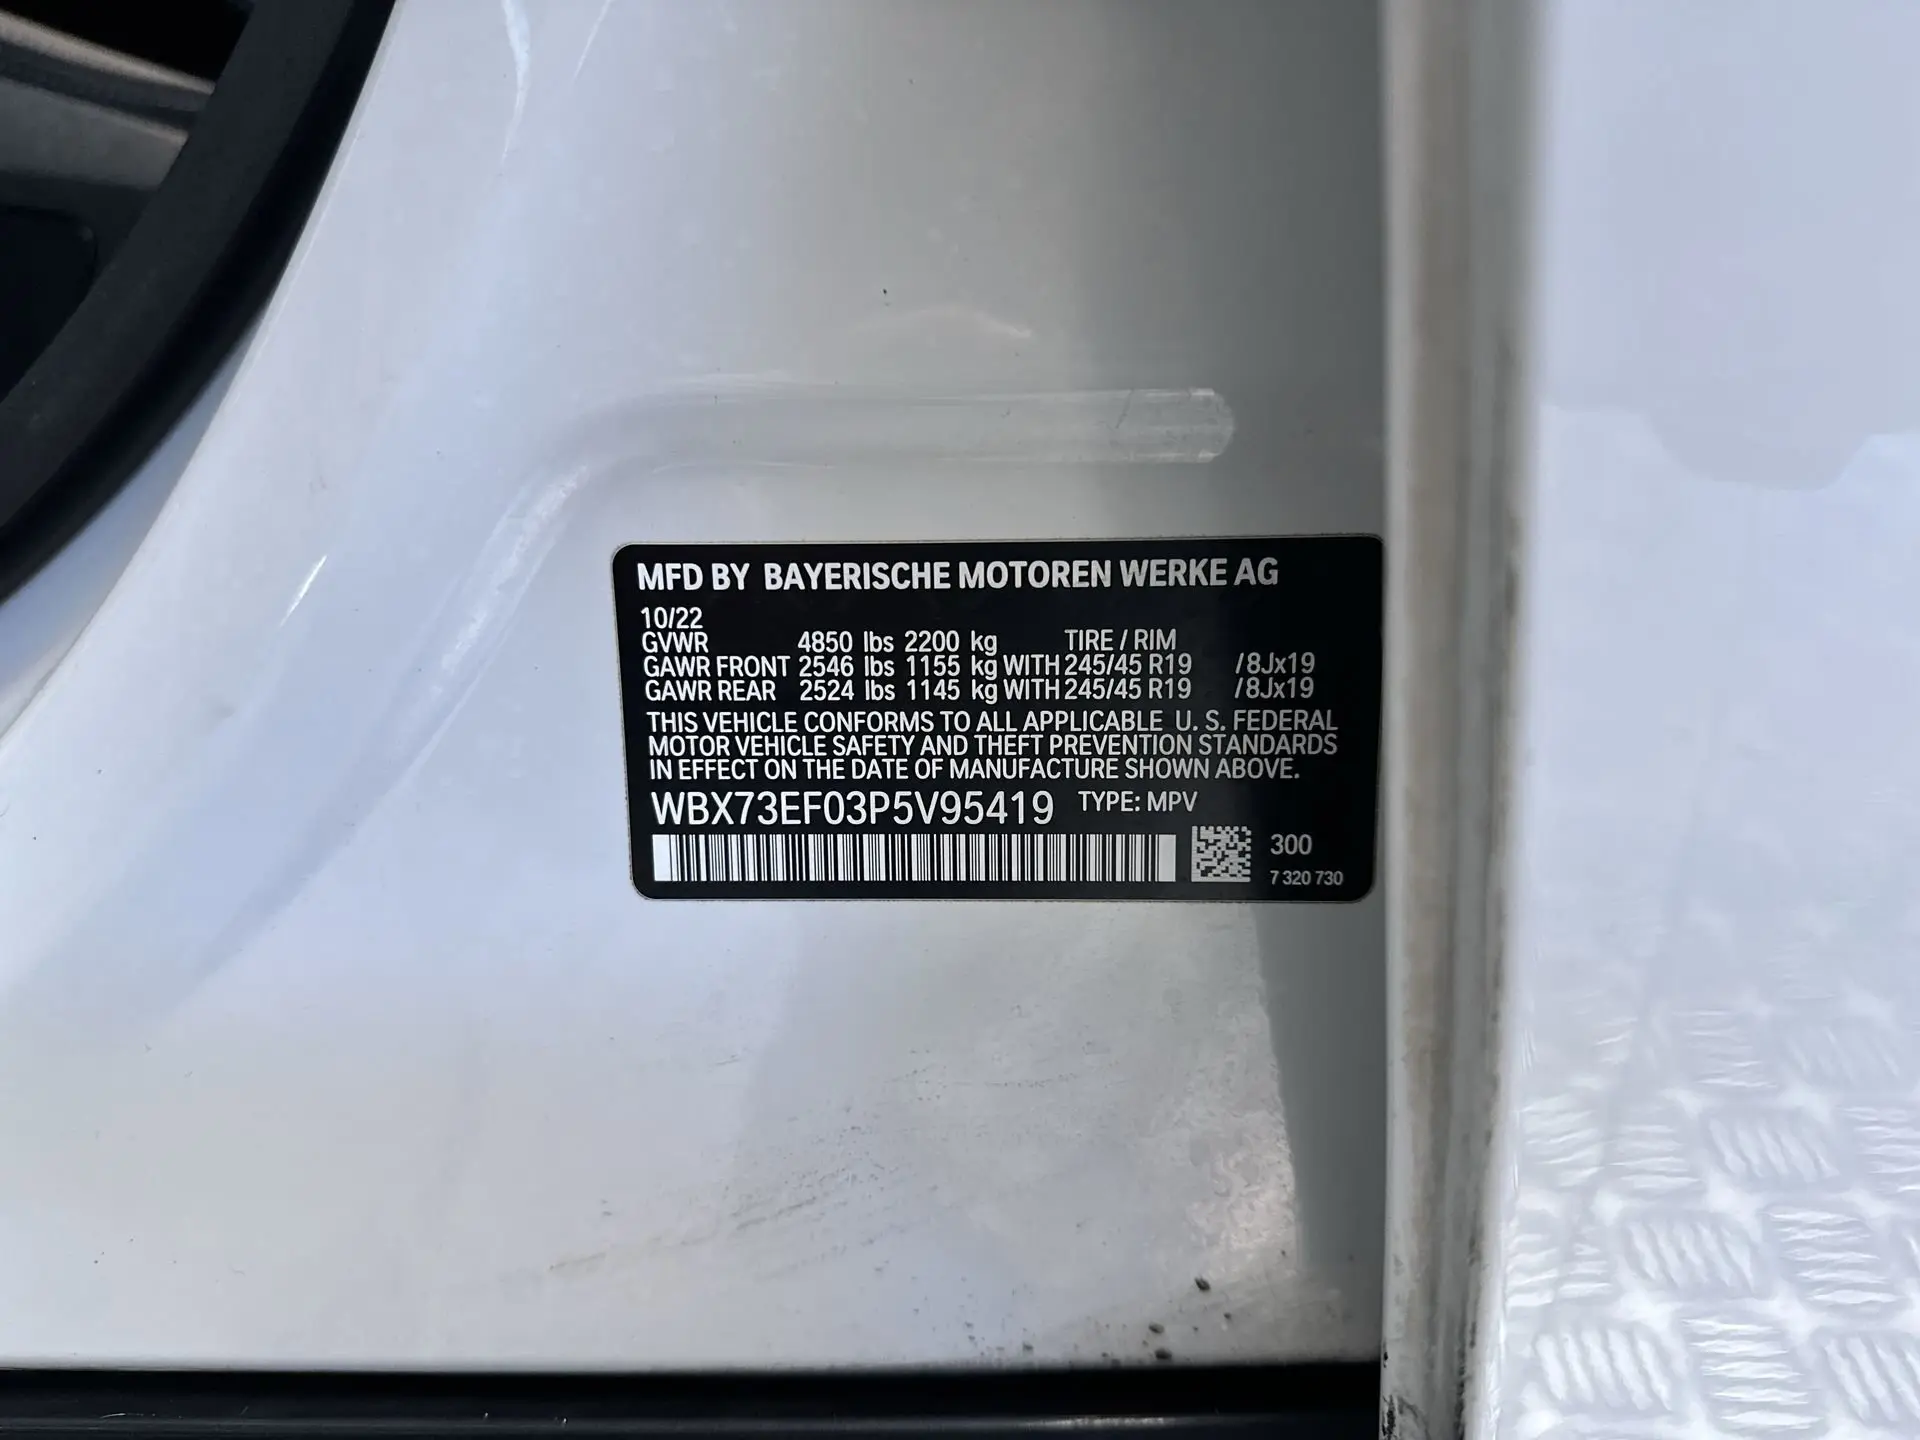 MFD BY BAYERISCHE MOTOREN WERKE AG
10/22
GVWR 4850 lbs 2200 kg TIRE / RIM
GAWR FRONT 2546 lbs 1155 kg WITH 245/45 R19 /8Jx19
GAWR REAR 2524 lbs 1145 kg WITH 245/45 R19 /8Jx19
THIS VEHICLE CONFORMS TO ALL APPLICABLE U. S. FEDERAL
MOTOR VEHICLE SAFETY AND THEFT PREVENTION STANDARDS
IN EFFECT ON THE DATE OF MANUFACTURE SHOWN ABOVE.
WBX73EF03P5V95419 TYPE: MPV
300
7 320 730